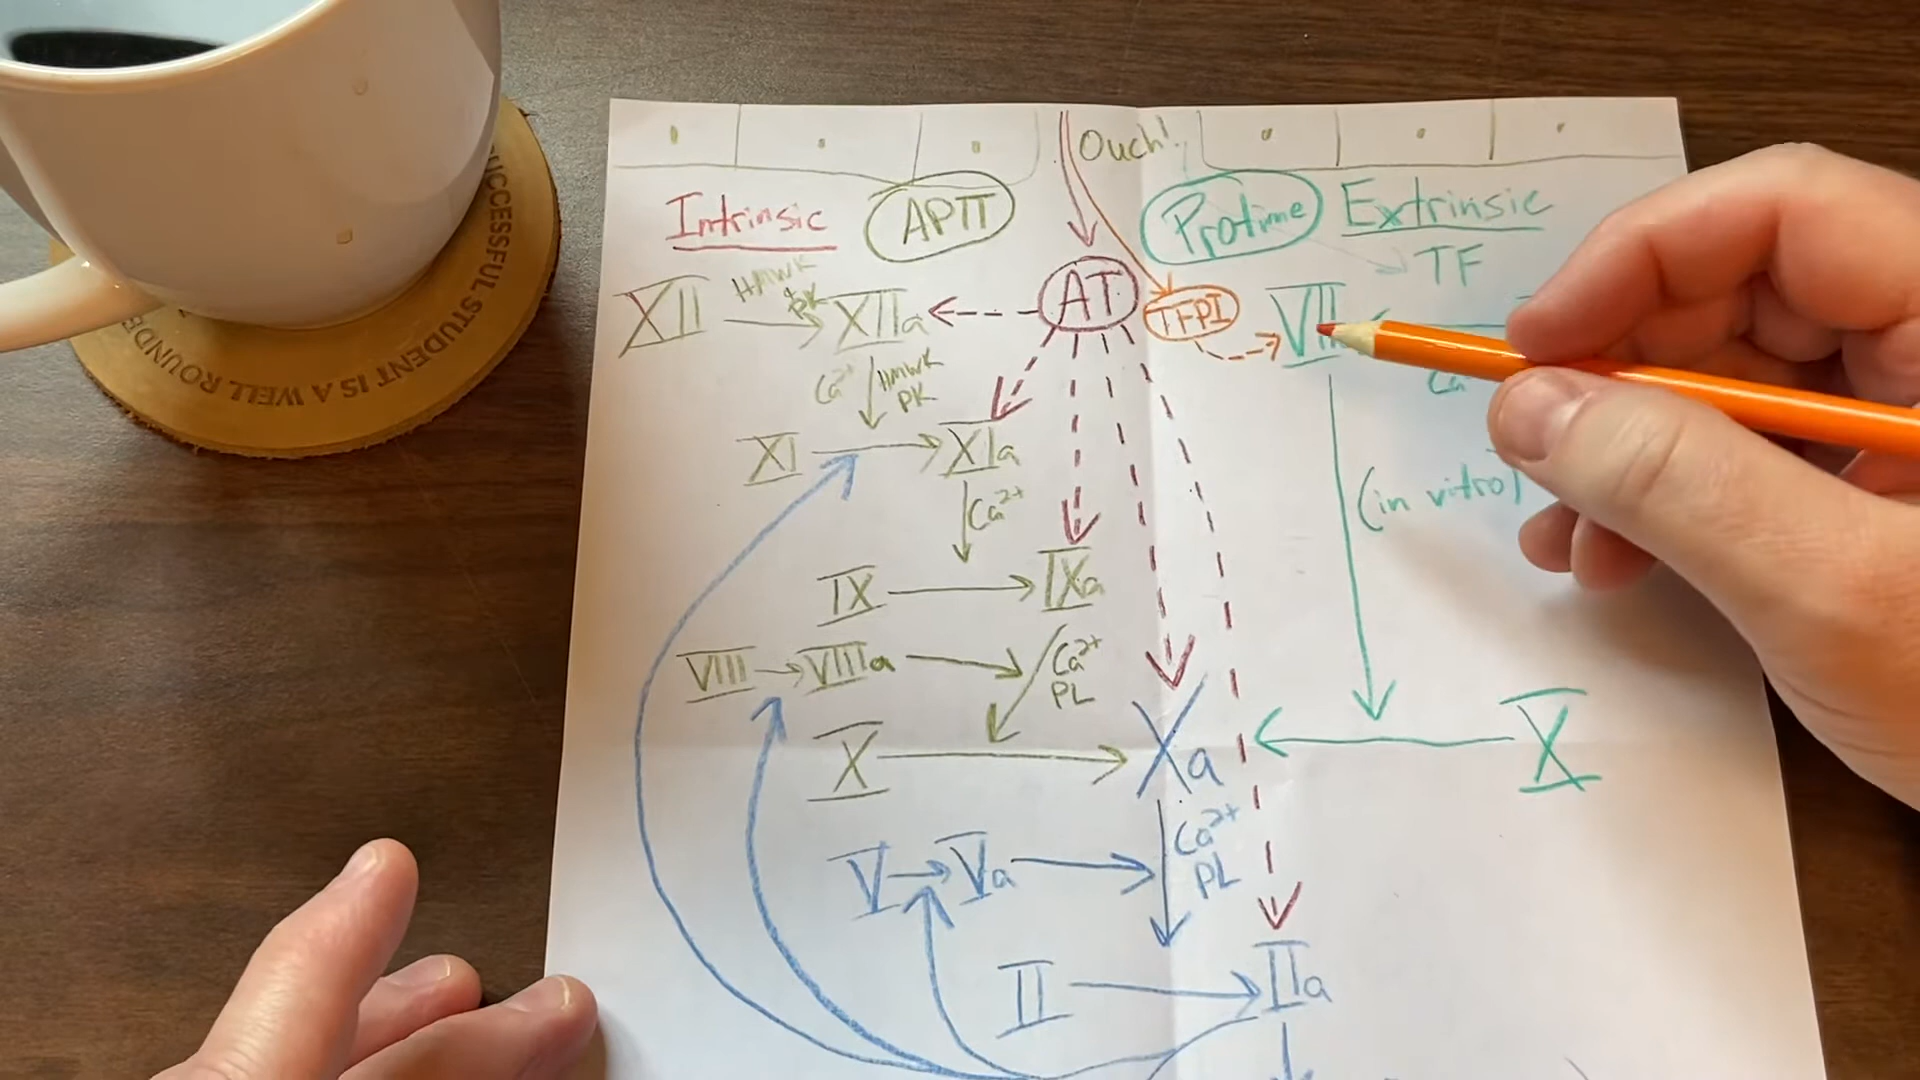 SUCCESSFUL STUDENT IS A WELL ROUNDE
Ouch!
Intrinsic
APTT
Protime
Extrinsic
TF
XII
HMWK
PK
XIIa
AT
TFPI
VII
Ca²⁺
HMWK
PK
Ca
XI
XIa
Ca²⁺
(in vitro)
IX
IXa
VIII
VIIIa
Ca²⁺
PL
X
Xa
X
Ca²⁺
PL
V
Va
II
IIa